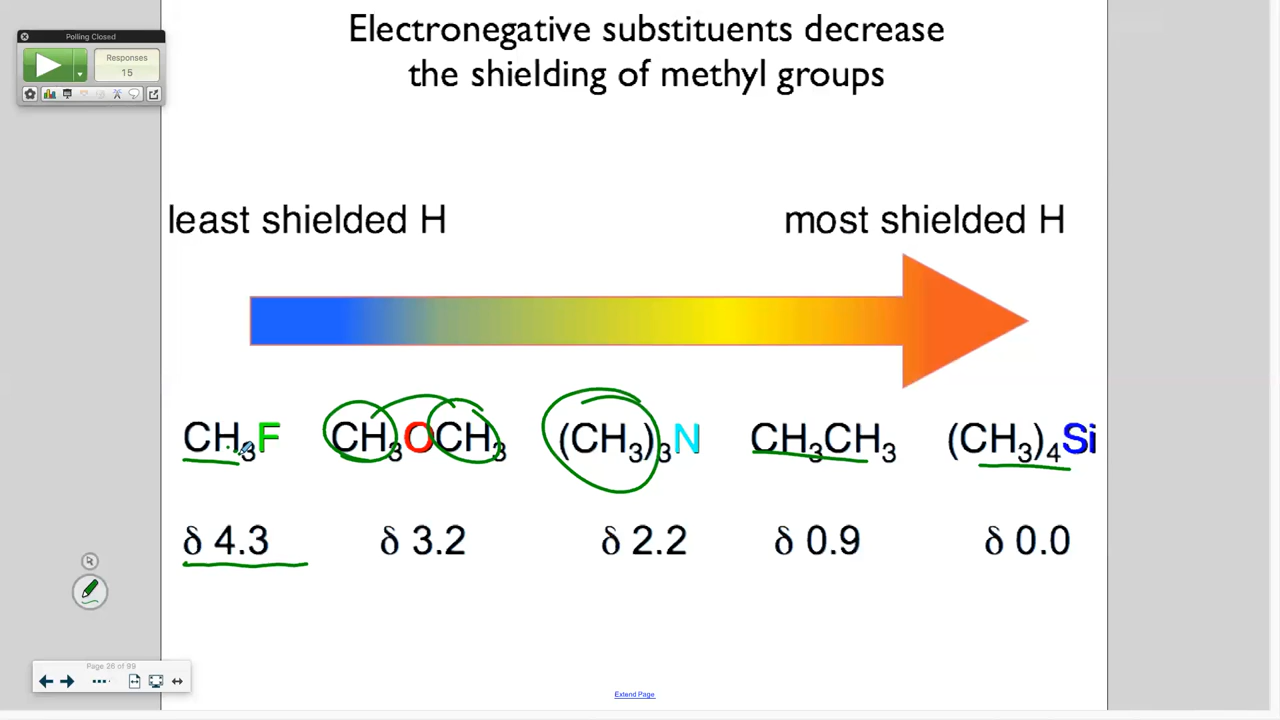 Polling Closed
Responses
15
Electronegative substituents decrease
the shielding of methyl groups
least shielded H
most shielded H
CH₃F
CH₃OCH₃
(CH₃)₃N
CH₃CH₃
(CH₃)₄Si
δ 4.3
δ 3.2
δ 2.2
δ 0.9
δ 0.0
Page 26 of 99
Extend Page